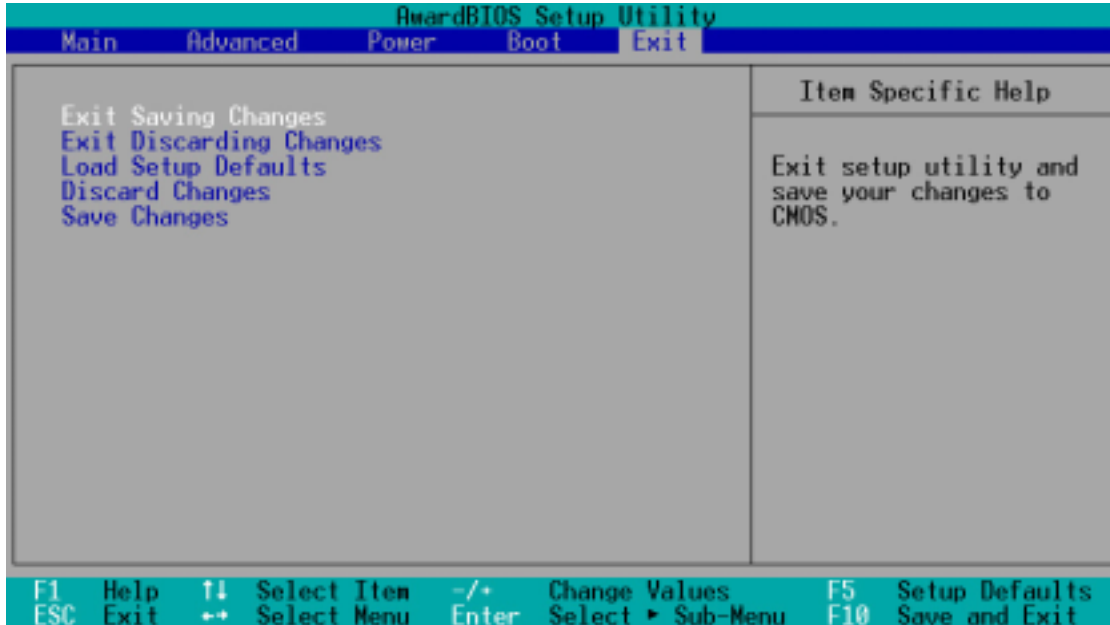 AwardBIOS Setup Utility
Main Advanced Power Boot Exit
Exit Saving Changes
Exit Discarding Changes
Load Setup Defaults
Discard Changes
Save Changes
Item Specific Help
Exit setup utility and
save your changes to
CMOS.
F1 Help ↑↓ Select Item -/+ Change Values F5 Setup Defaults
ESC Exit ←→ Select Menu Enter Select ► Sub-Menu F10 Save and Exit